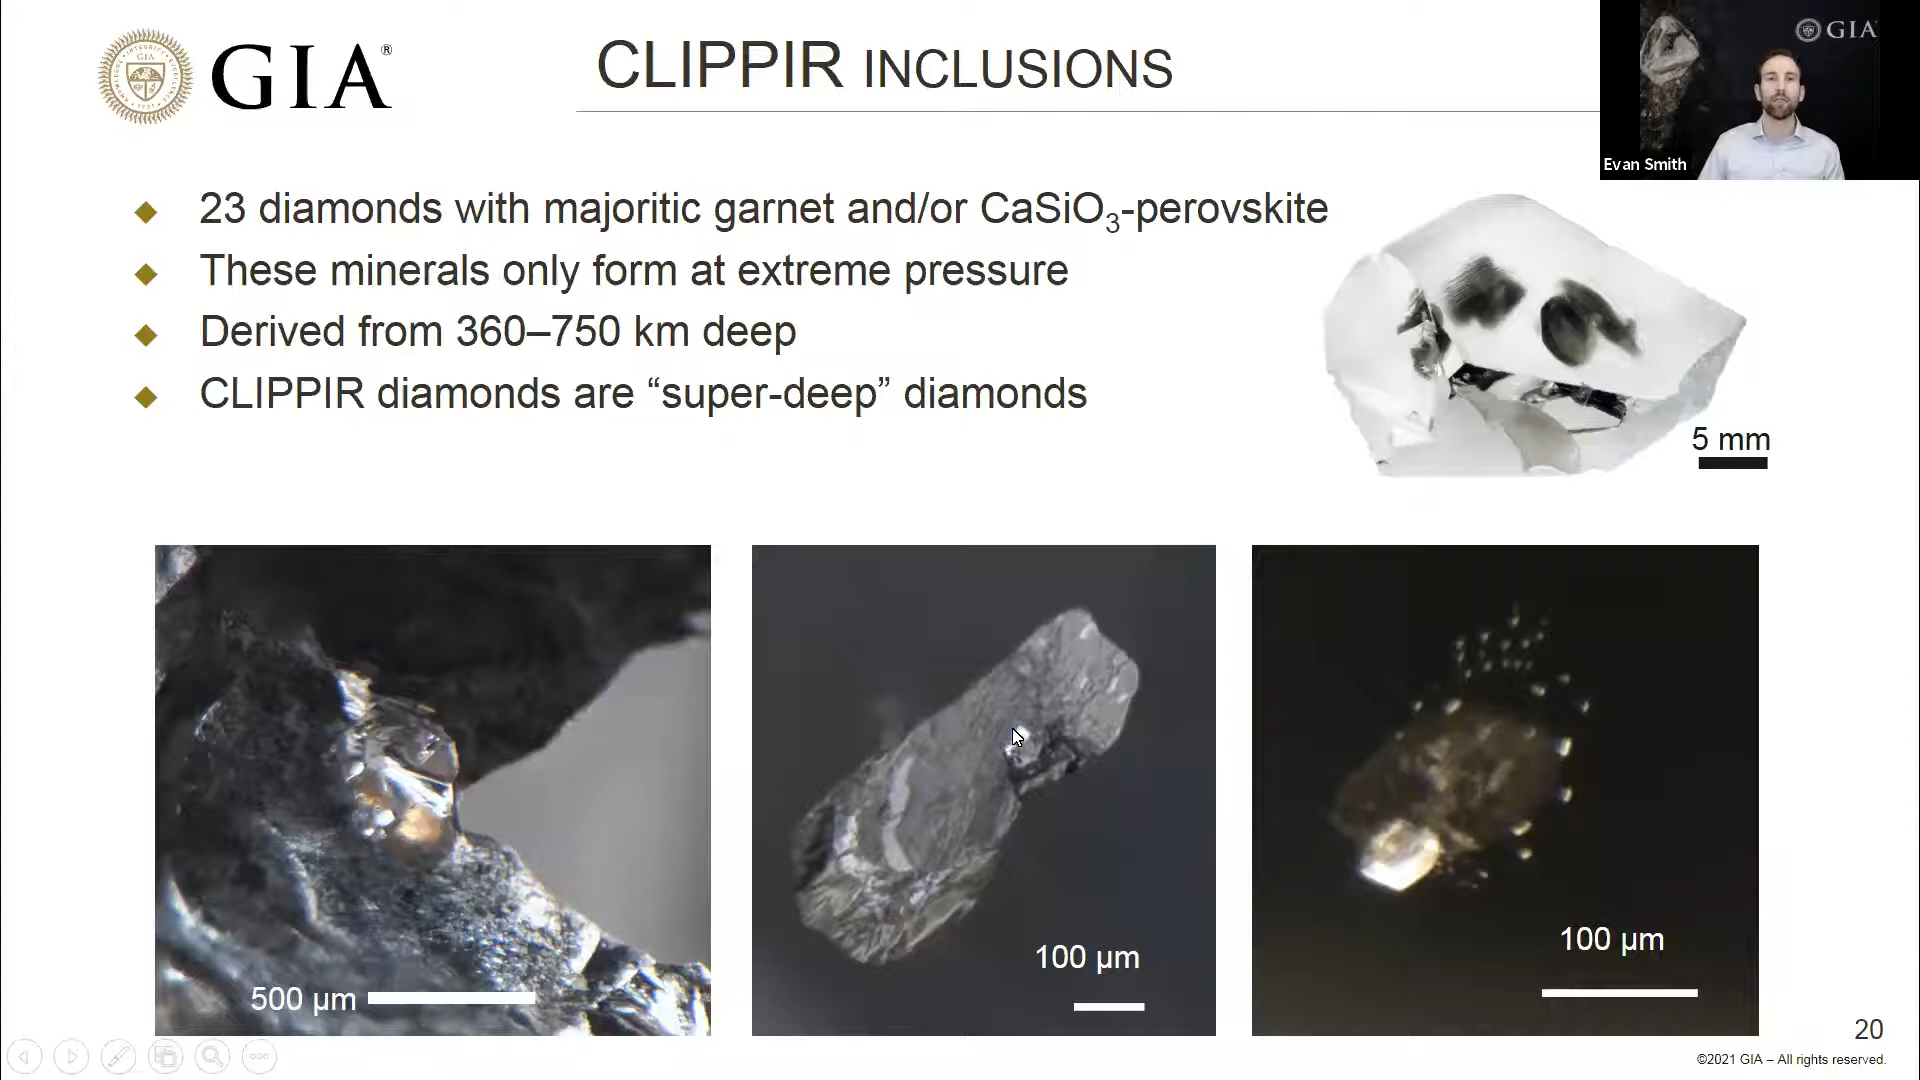 GIA®
CLIPPIR INCLUSIONS
GIA
Evan Smith
23 diamonds with majoritic garnet and/or CaSiO₃-perovskite
These minerals only form at extreme pressure
Derived from 360–750 km deep
CLIPPIR diamonds are “super-deep” diamonds
5 mm
500 µm
100 µm
100 µm
20
©2021 GIA – All rights reserved.